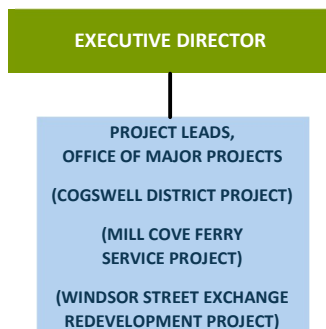 EXECUTIVE DIRECTOR
PROJECT LEADS,
OFFICE OF MAJOR PROJECTS
(COGSWELL DISTRICT PROJECT)
(MILL COVE FERRY
SERVICE PROJECT)
(WINDSOR STREET EXCHANGE
REDEVELOPMENT PROJECT)